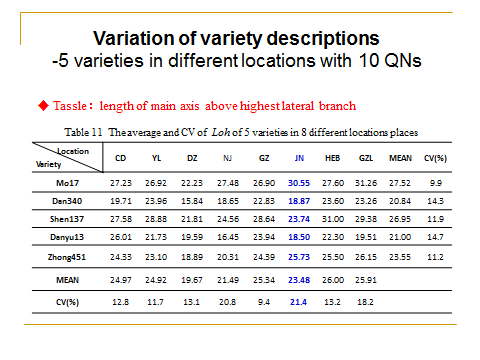 Variation of variety descriptions
-5 varieties in different locations with 10 QNs
◆ Tassle： length of main axis above highest lateral branch
Table 11 The average and CV of Loh of 5 varieties in 8 different locations places
Location
Variety
CD YL DZ NJ GZ JN HEB GZL MEAN CV(%)
Mo17 27.23 26.92 22.23 27.48 26.90 30.55 27.60 31.26 27.52 9.9
Dan340 19.71 23.96 15.84 18.65 22.83 18.87 23.60 23.26 20.84 14.3
Shen137 27.58 28.88 21.81 24.56 28.64 23.74 31.00 29.38 26.95 11.9
Danyu13 26.01 21.73 19.59 16.45 23.94 18.50 22.30 19.51 21.00 14.7
Zhong451 24.33 23.10 18.89 20.31 24.39 25.73 25.50 26.15 23.55 11.2
MEAN 24.97 24.92 19.67 21.49 25.34 23.48 26.00 25.91
CV(%) 12.8 11.7 13.1 20.8 9.4 21.4 13.2 18.2